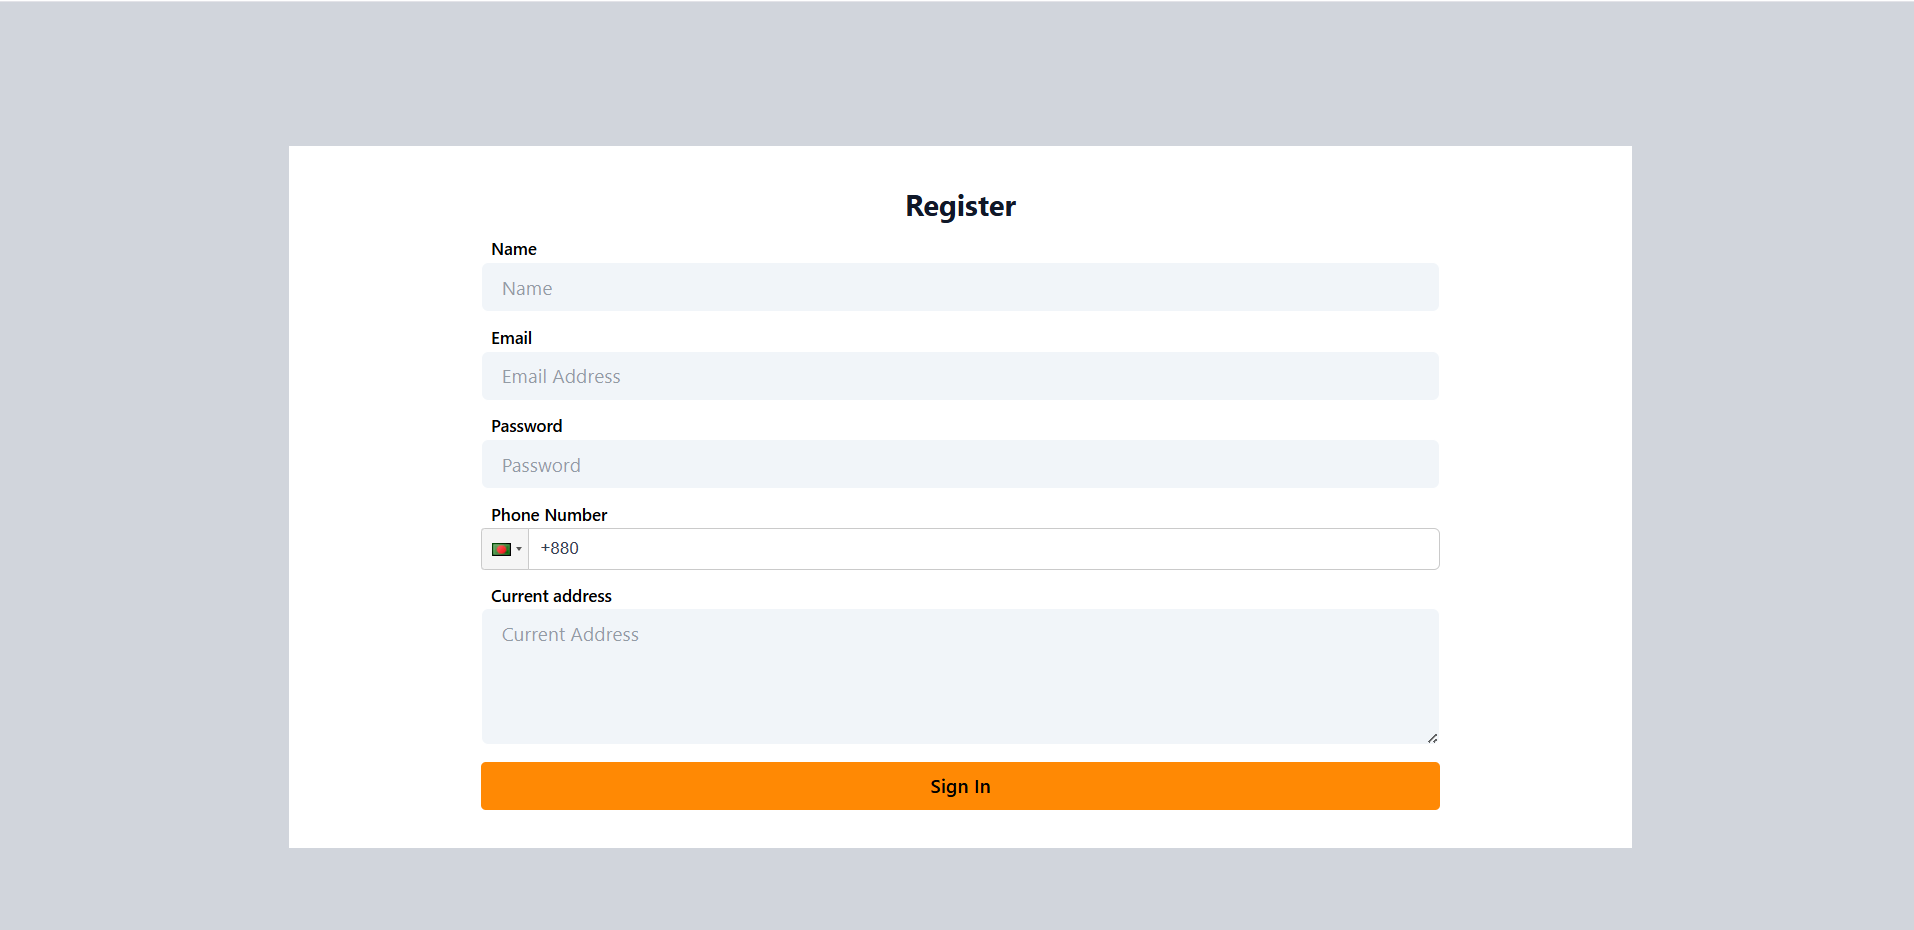 Register
Name
Name
Email
Email Address
Password
Password
Phone Number
+880
Current address
Current Address
Sign In